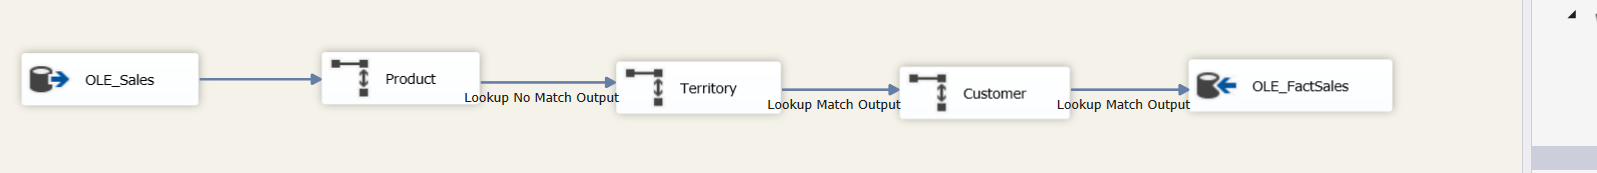 OLE_Sales
Product
Lookup No Match Output
Territory
Lookup Match Output
Customer
Lookup Match Output
OLE_FactSales